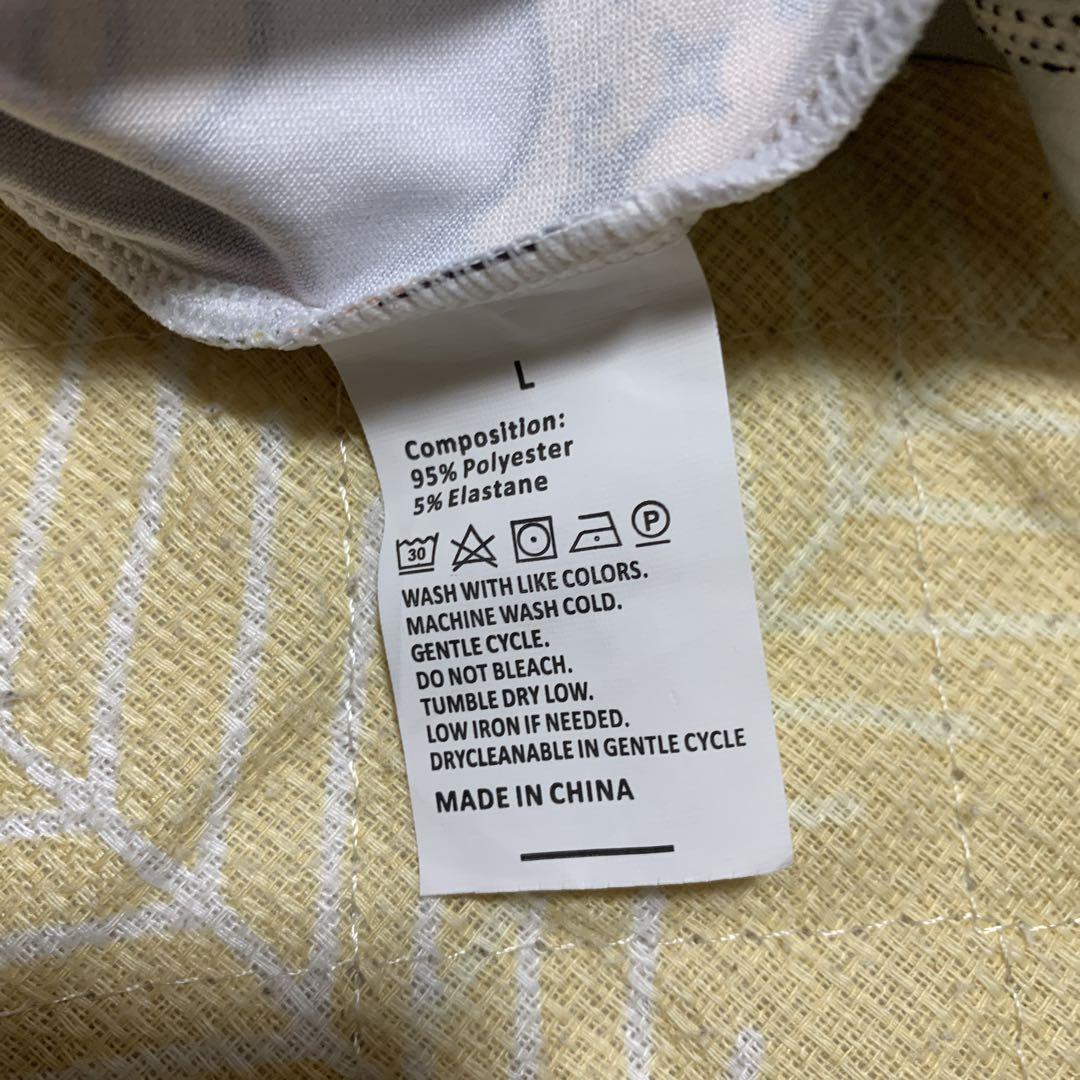 L
Composition:
95% Polyester
5% Elastane
30 P
WASH WITH LIKE COLORS.
MACHINE WASH COLD.
GENTLE CYCLE.
DO NOT BLEACH.
TUMBLE DRY LOW.
LOW IRON IF NEEDED.
DRYCLEANABLE IN GENTLE CYCLE
MADE IN CHINA